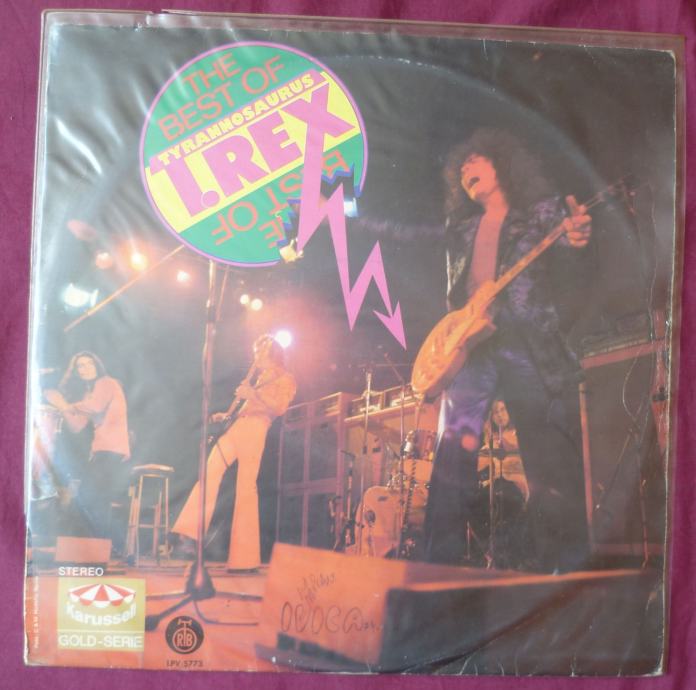 THE
BEST OF
TYRANNOSAURUS
T.REX
THE
BEST OF
STEREO
Karussell
GOLD-SERIE
RTB
LPV 5773